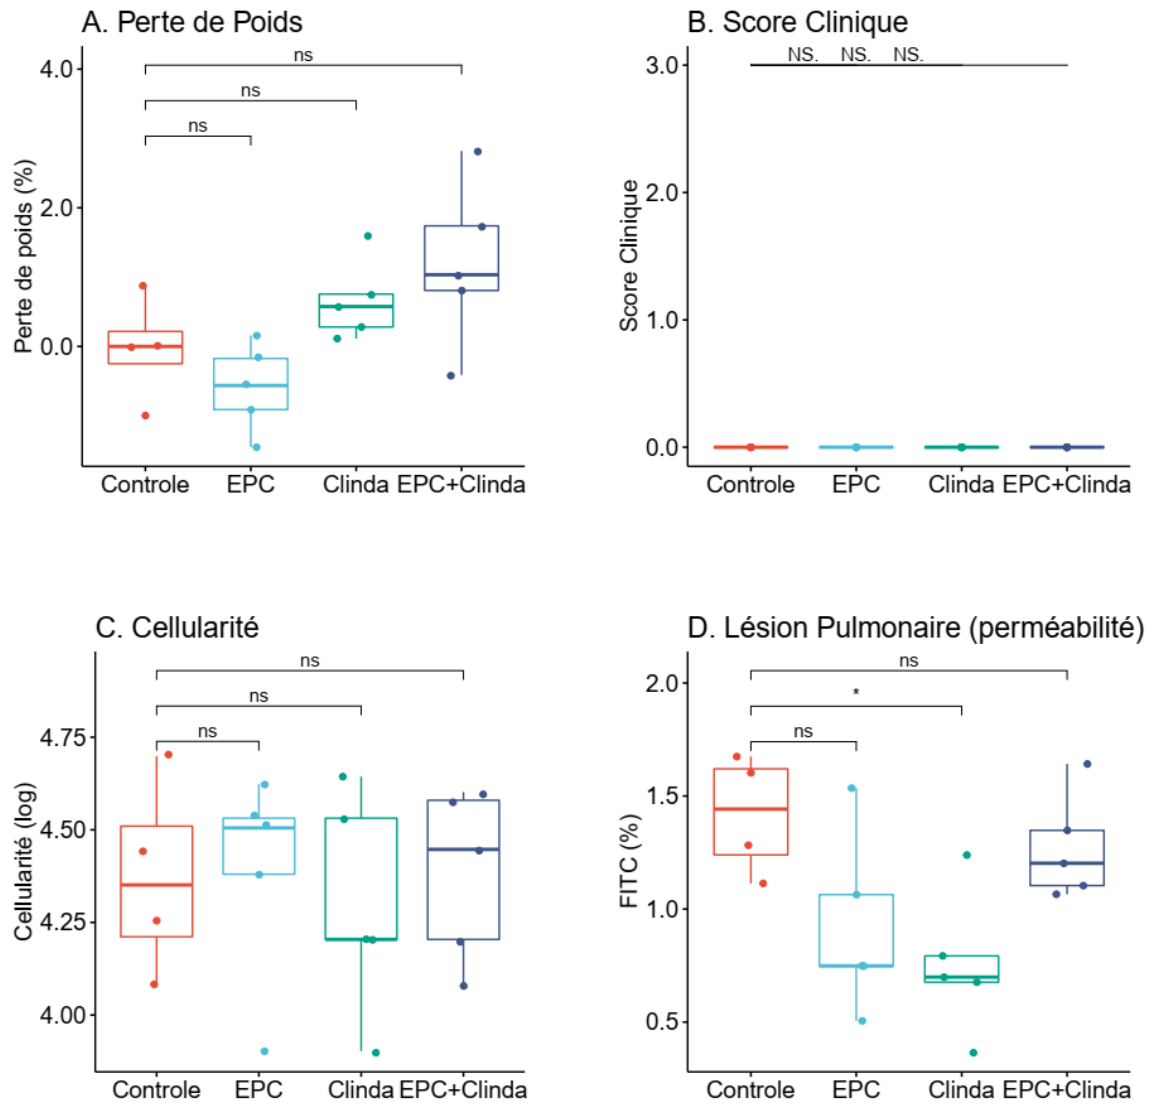 A. Perte de Poids
ns
ns
ns
4.0
2.0
0.0
Perte de poids (%)
Controle EPC Clinda EPC+Clinda
B. Score Clinique
NS. NS. NS.
3.0
2.0
1.0
0.0
Score Clinique
Controle EPC Clinda EPC+Clinda
C. Cellularité
ns
ns
ns
4.75
4.50
4.25
4.00
Cellularité (log)
Controle EPC Clinda EPC+Clinda
D. Lésion Pulmonaire (perméabilité)
ns
*
ns
2.0
1.5
1.0
0.5
FITC (%)
Controle EPC Clinda EPC+Clinda